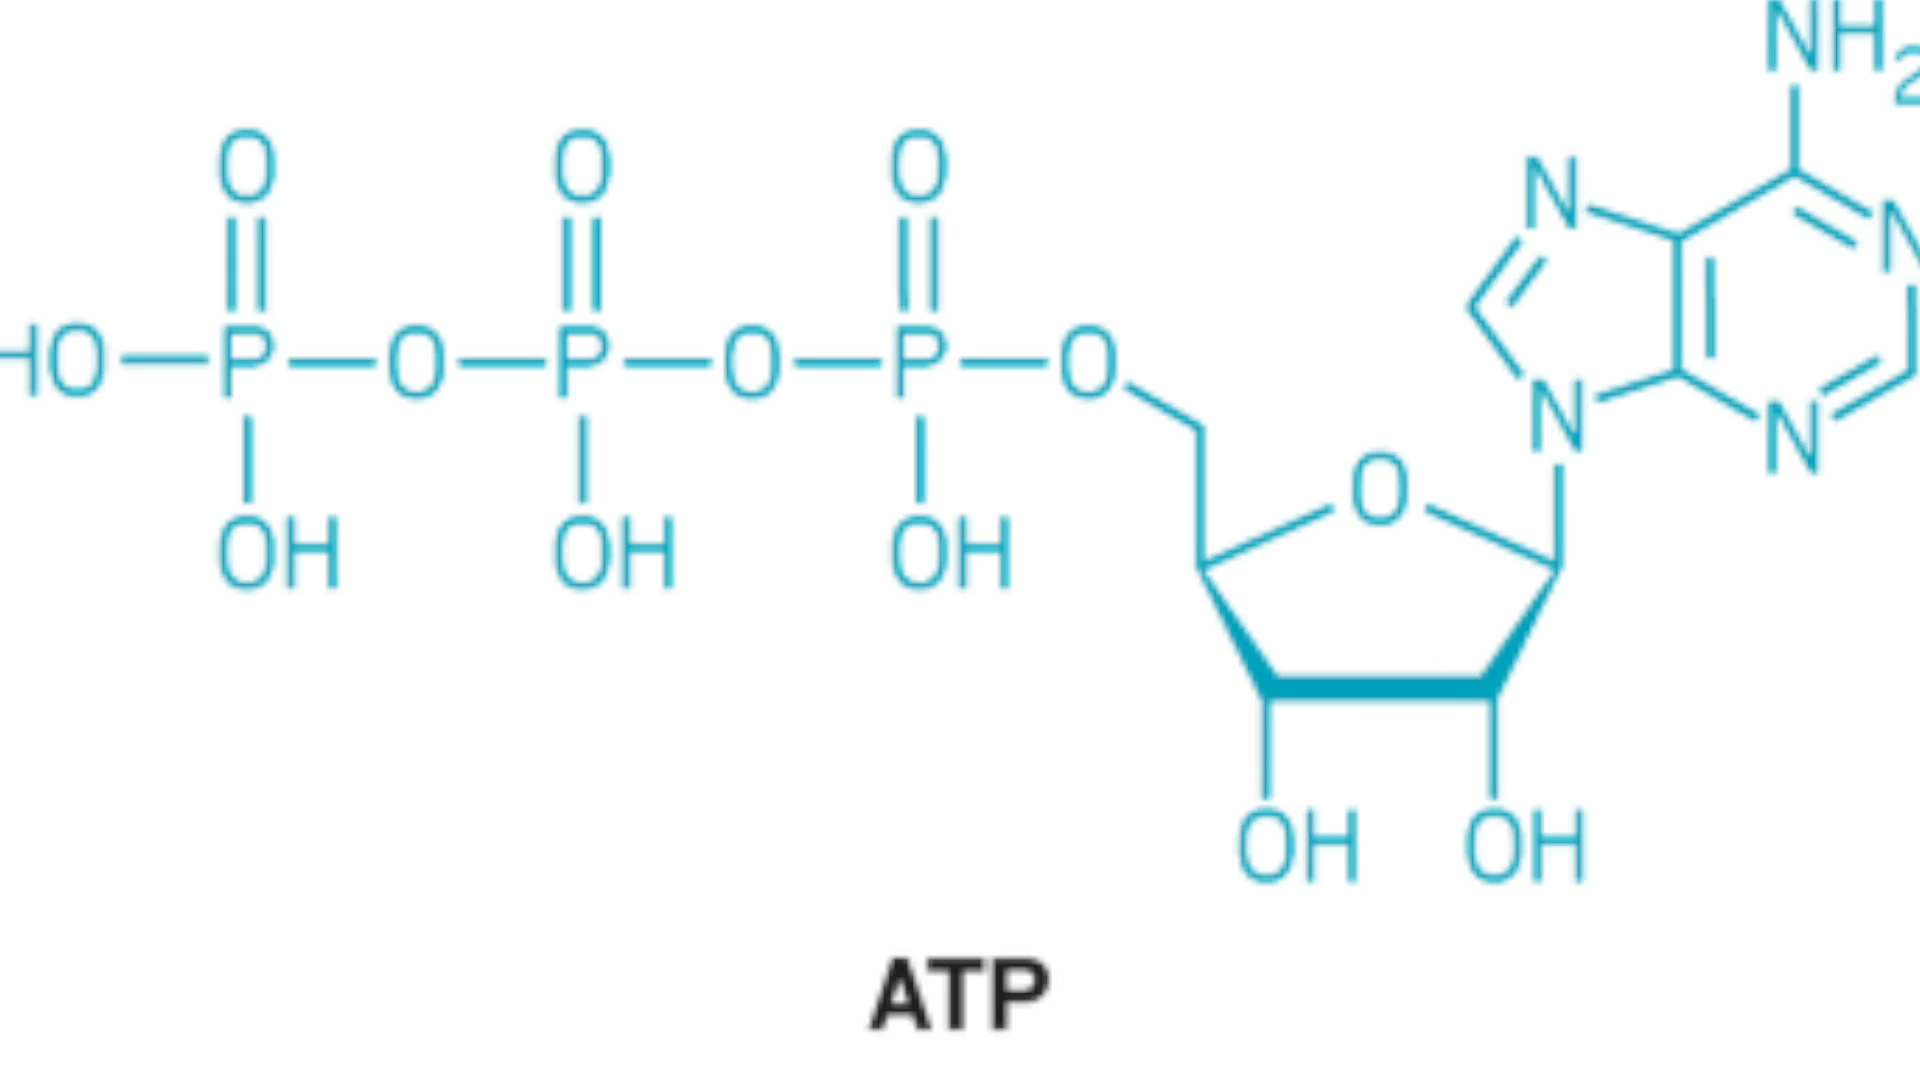 NH2
O O O N N
HO P O P O P O N N
O
OH OH OH
OH OH
ATP